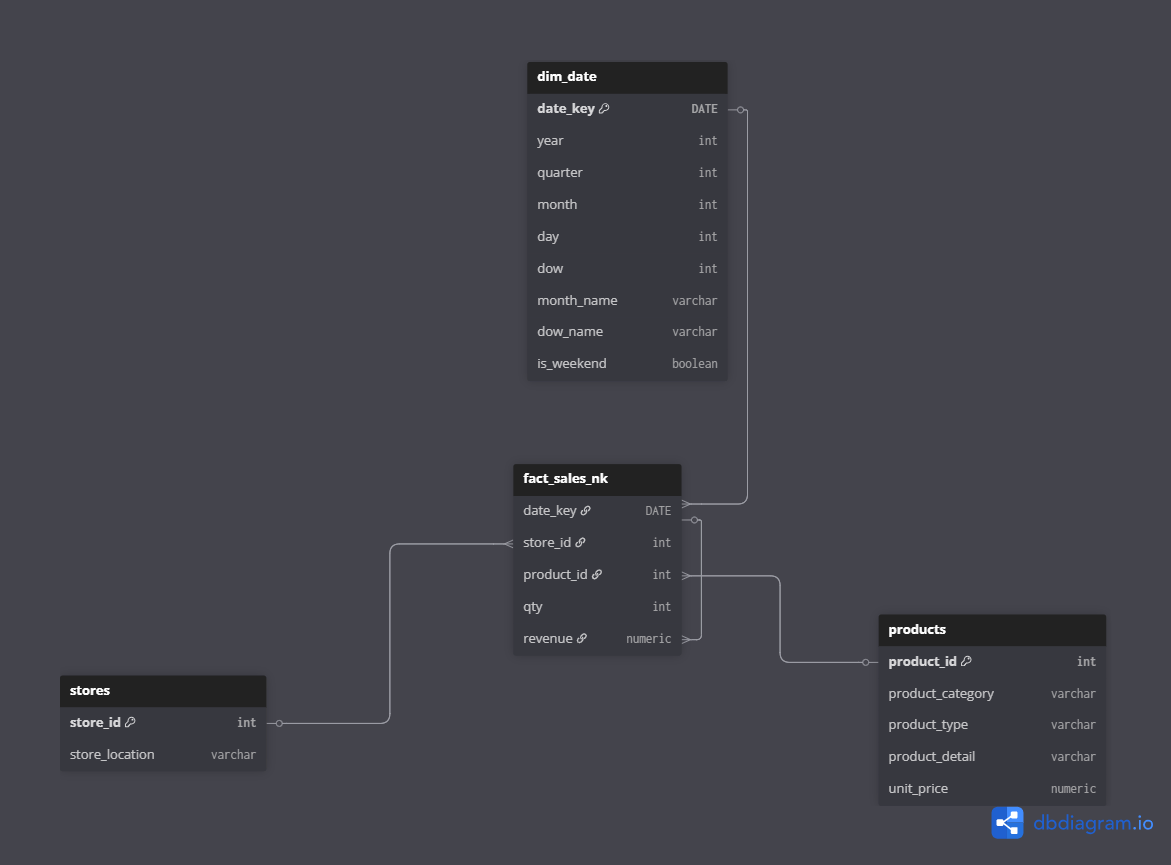 dim_date
date_key DATE
year int
quarter int
month int
day int
dow int
month_name varchar
dow_name varchar
is_weekend boolean
fact_sales_nk
date_key DATE
store_id int
product_id int
qty int
revenue numeric
stores
store_id int
store_location varchar
products
product_id int
product_category varchar
product_type varchar
product_detail varchar
unit_price numeric
dbdiagram.io